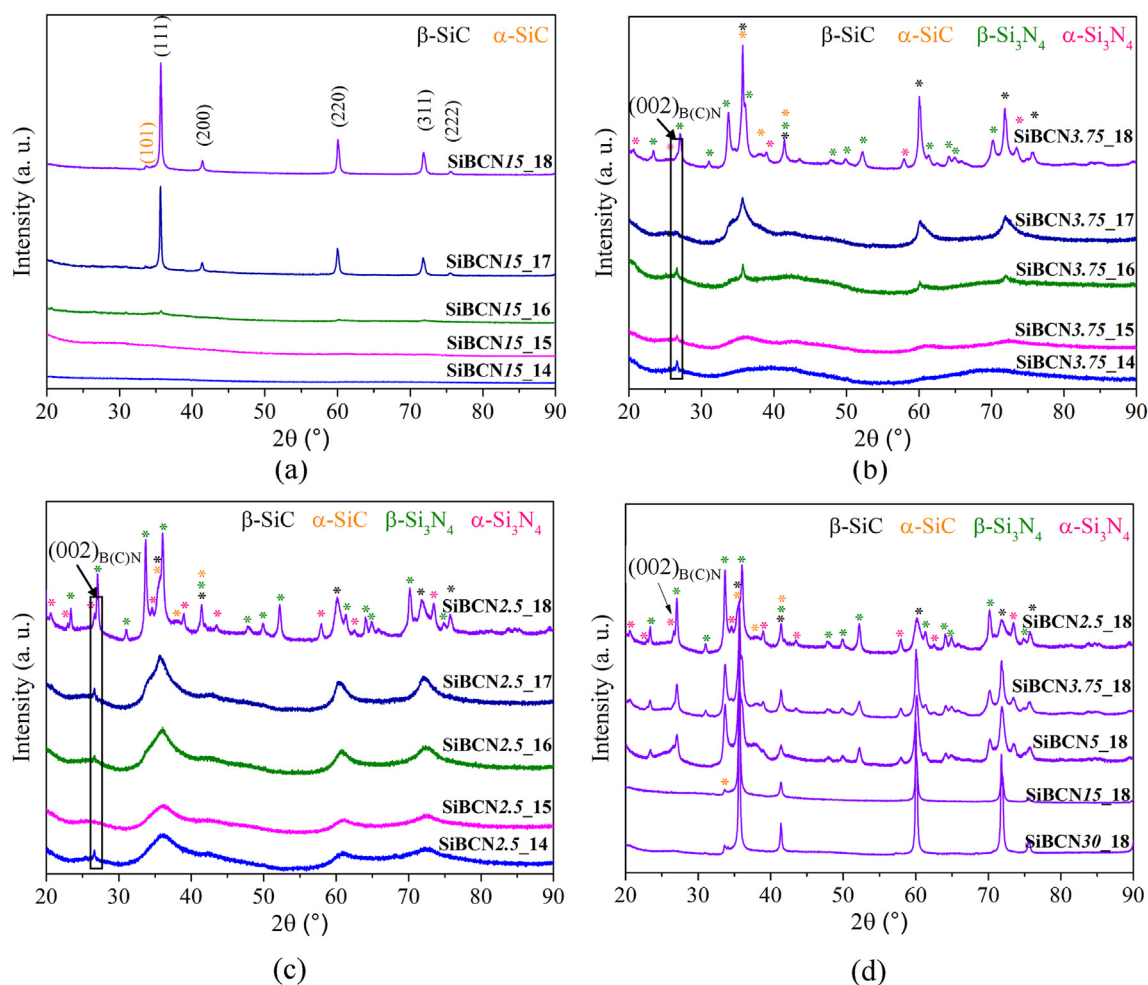 β-SiC α-SiC
(111)
(101)
(200)
(220)
(311)
(222)
SiBCN15_18
SiBCN15_17
SiBCN15_16
SiBCN15_15
SiBCN15_14
Intensity (a. u.)
20 30 40 50 60 70 80 90
2θ (°)
(a)
β-SiC α-SiC β-Si₃N₄ α-Si₃N₄
(002)B(C)N
SiBCN3.75_18
SiBCN3.75_17
SiBCN3.75_16
SiBCN3.75_15
SiBCN3.75_14
Intensity (a. u.)
20 30 40 50 60 70 80 90
2θ (°)
(b)
β-SiC α-SiC β-Si₃N₄ α-Si₃N₄
(002)B(C)N
SiBCN2.5_18
SiBCN2.5_17
SiBCN2.5_16
SiBCN2.5_15
SiBCN2.5_14
Intensity (a. u.)
20 30 40 50 60 70 80 90
2θ (°)
(c)
β-SiC α-SiC β-Si₃N₄ α-Si₃N₄
(002)B(C)N
SiBCN2.5_18
SiBCN3.75_18
SiBCN5_18
SiBCN15_18
SiBCN30_18
Intensity (a. u.)
20 30 40 50 60 70 80 90
2θ (°)
(d)